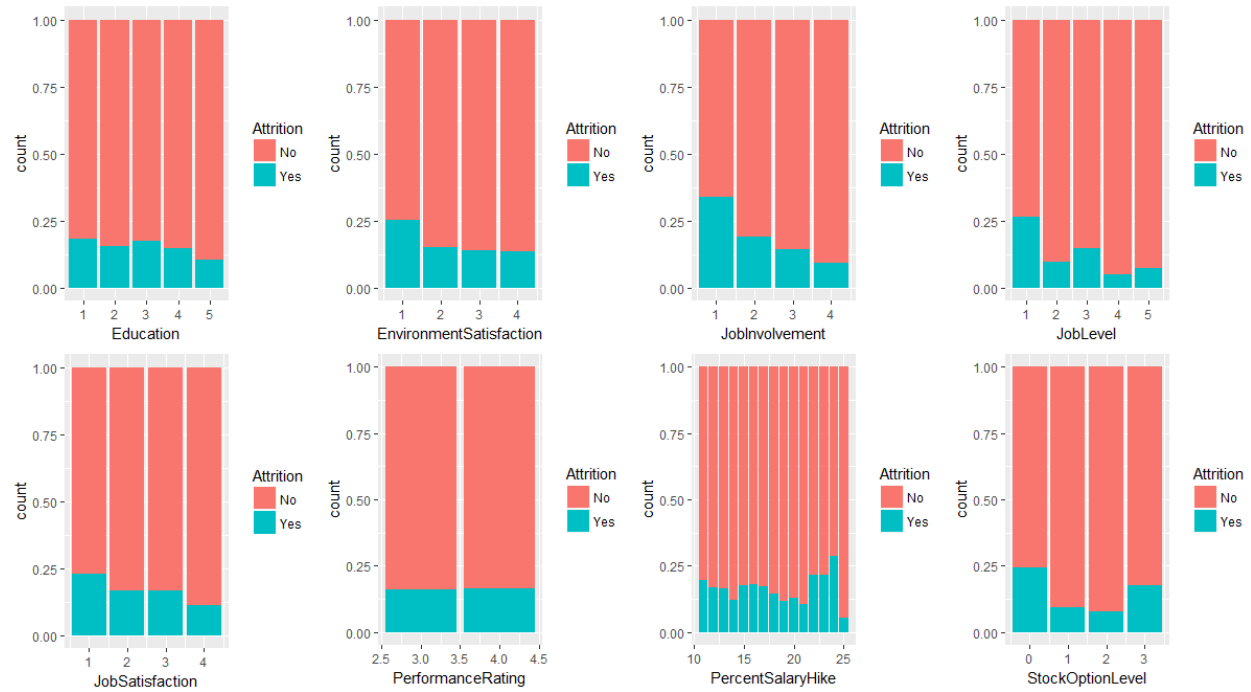 1.00
0.75
0.50
0.25
0.00
count
1 2 3 4 5
Education
Attrition
No
Yes
1.00
0.75
0.50
0.25
0.00
count
1 2 3 4
EnvironmentSatisfaction
Attrition
No
Yes
1.00
0.75
0.50
0.25
0.00
count
1 2 3 4
JobInvolvement
Attrition
No
Yes
1.00
0.75
0.50
0.25
0.00
count
1 2 3 4 5
JobLevel
Attrition
No
Yes
1.00
0.75
0.50
0.25
0.00
count
1 2 3 4
JobSatisfaction
Attrition
No
Yes
1.00
0.75
0.50
0.25
0.00
count
2.5 3.0 3.5 4.0 4.5
PerformanceRating
Attrition
No
Yes
1.00
0.75
0.50
0.25
0.00
count
10 15 20 25
PercentSalaryHike
Attrition
No
Yes
1.00
0.75
0.50
0.25
0.00
count
0 1 2 3
StockOptionLevel
Attrition
No
Yes